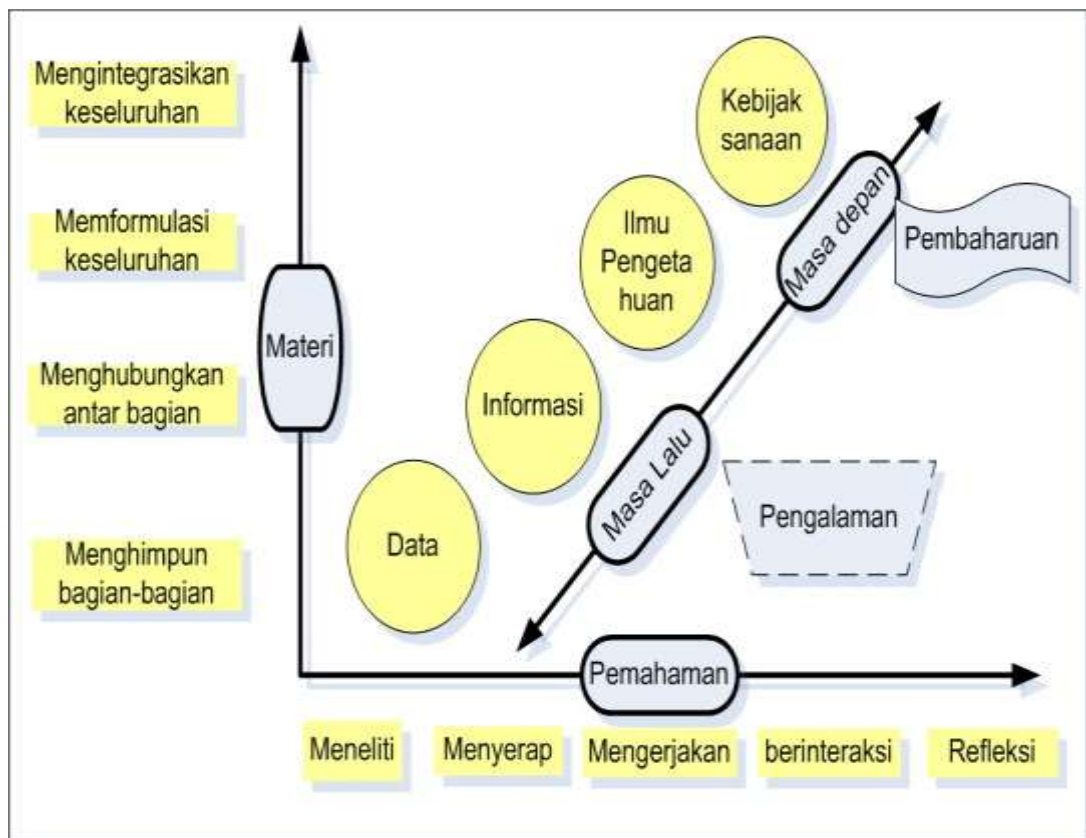 Mengintegrasikan
keseluruhan
Memformulasi
keseluruhan
Menghubungkan
antar bagian
Menghimpun
bagian-bagian
Materi
Kebijak
sanaan
Ilmu
Pengeta
huan
Informasi
Data
Masa depan
Masa Lalu
Pembaharuan
Pengalaman
Pemahaman
Meneliti
Menyerap
Mengerjakan
berinteraksi
Refleksi